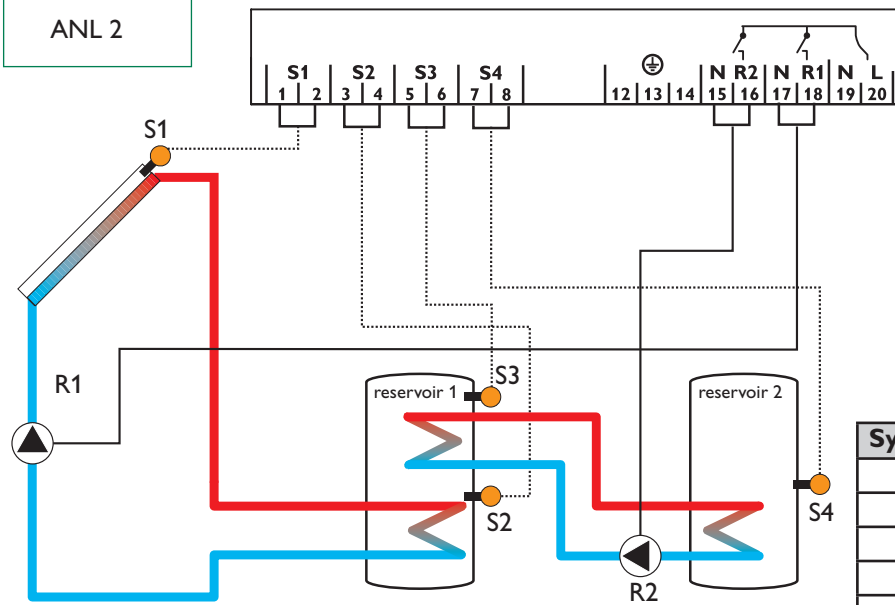 ANL 2
S1 S2 S3 S4 N R2 N R1 N L
1 2 3 4 5 6 7 8 12 13 14 15 16 17 18 19 20
S1
R1
reservoir 1
S3
reservoir 2
S2
S4
R2
Sy